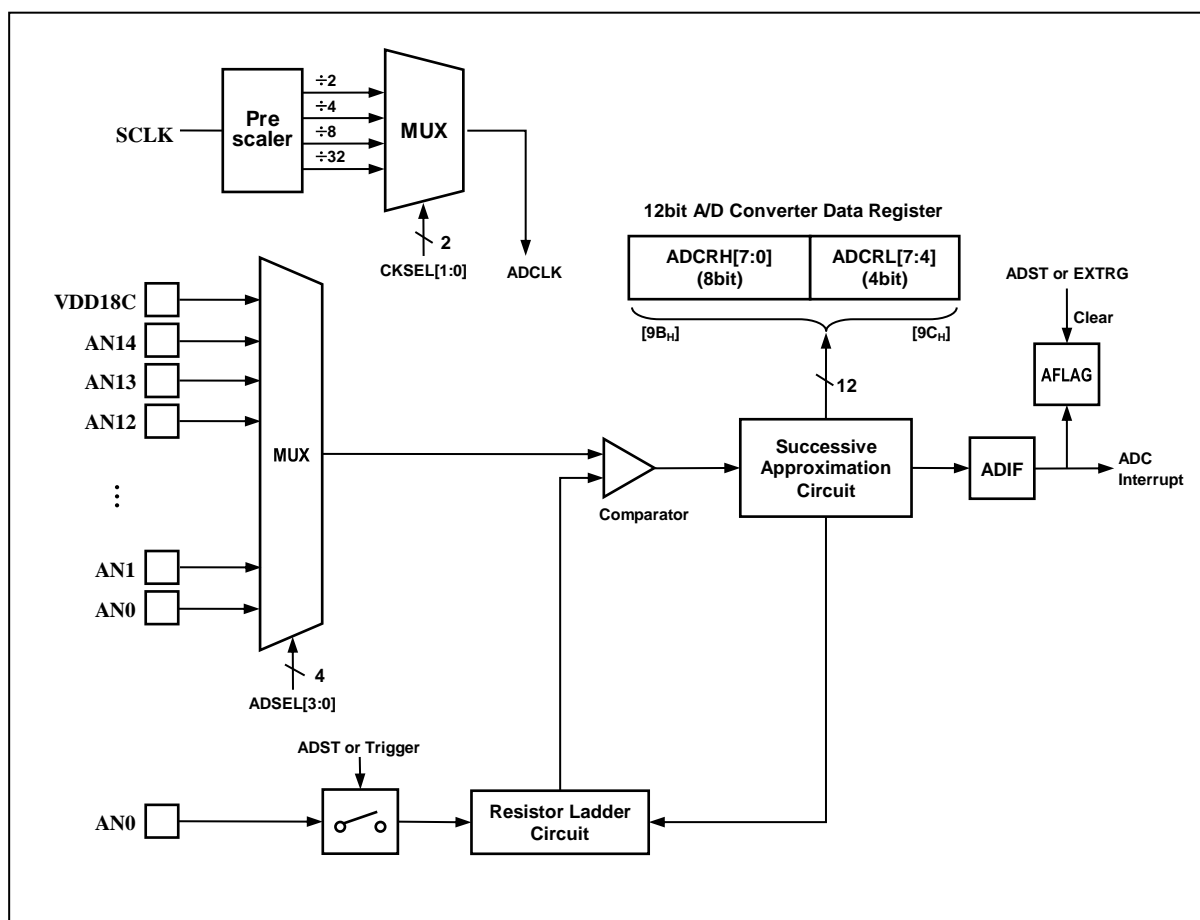 ÷2
÷4
÷8
÷32
Pre
scaler
SCLK
MUX
2
CKSEL[1:0]
ADCLK
12bit A/D Converter Data Register
ADCRH[7:0]
(8bit)
ADCRL[7:4]
(4bit)
[9BH]
[9CH]
12
ADST or EXTRG
Clear
AFLAG
VDD18C
AN14
AN13
AN12
...
AN1
AN0
MUX
4
ADSEL[3:0]
Comparator
Successive
Approximation
Circuit
ADIF
ADC
Interrupt
ADST or Trigger
AN0
Resistor Ladder
Circuit